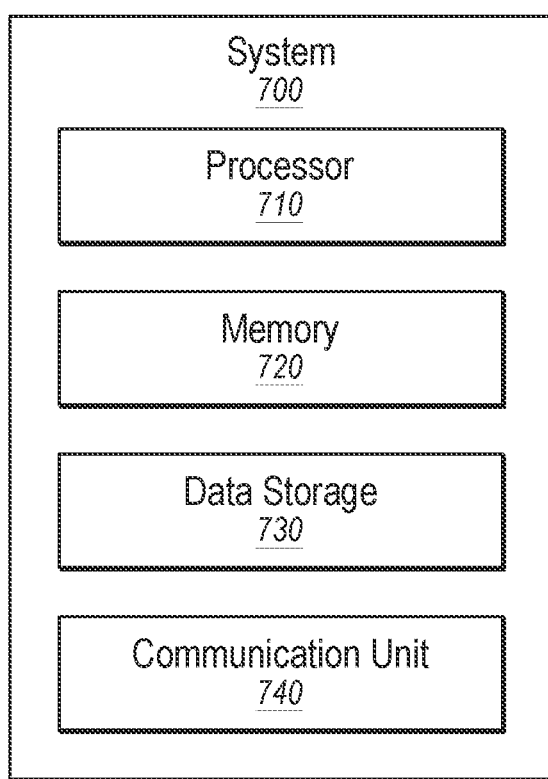 System
700
Processor
710
Memory
720
Data Storage
730
Communication Unit
740